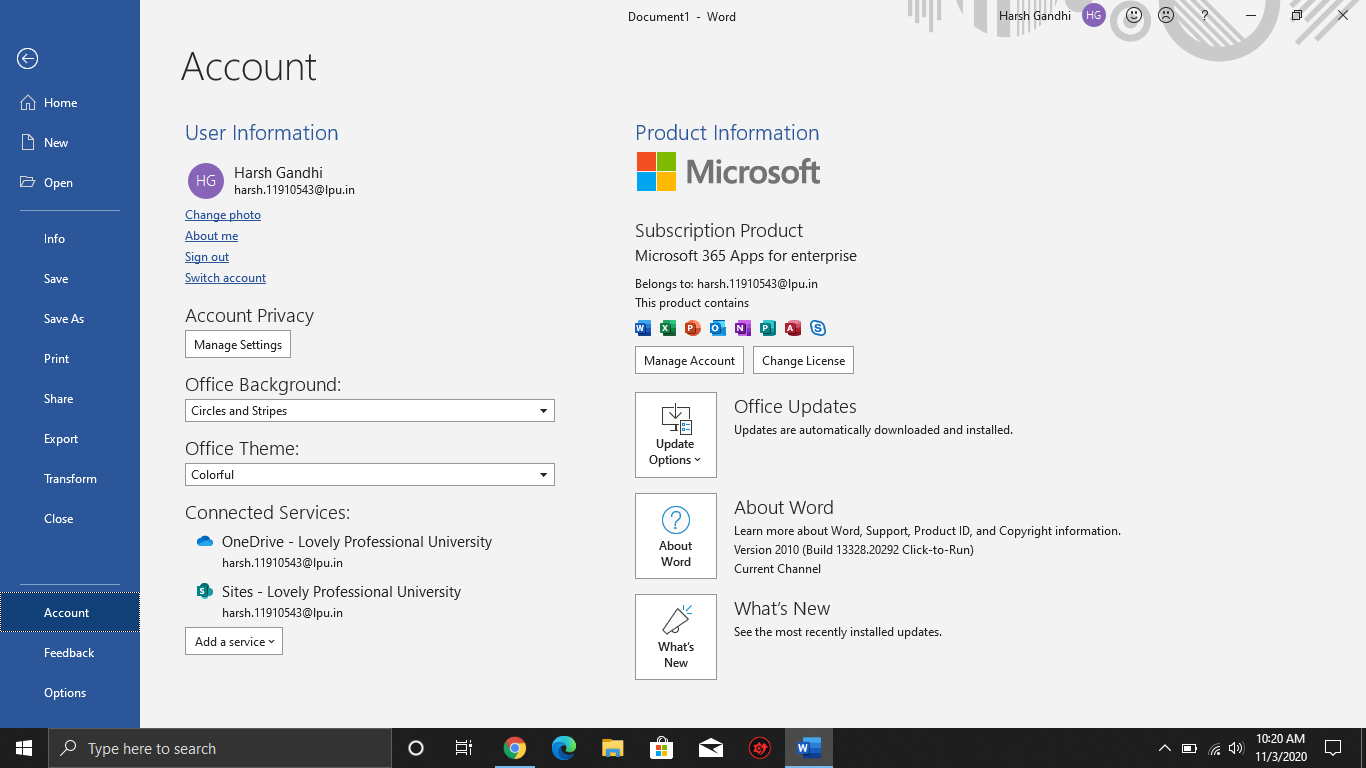 Document1 - Word
Harsh Gandhi
HG
?
Account
Home
New
Open
Info
Save
Save As
Print
Share
Export
Transform
Close
Account
Feedback
Options
User Information
HG
Harsh Gandhi
harsh.11910543@lpu.in
Change photo
About me
Sign out
Switch account
Account Privacy
Manage Settings
Office Background:
Circles and Stripes
Office Theme:
Colorful
Connected Services:
OneDrive - Lovely Professional University
harsh.11910543@lpu.in
Sites - Lovely Professional University
harsh.11910543@lpu.in
Add a service
Product Information
Microsoft
Subscription Product
Microsoft 365 Apps for enterprise
Belongs to: harsh.11910543@lpu.in
This product contains
W X P O N P A S
Manage Account
Change License
Update
Options
Office Updates
Updates are automatically downloaded and installed.
?
About
Word
About Word
Learn more about Word, Support, Product ID, and Copyright information.
Version 2010 (Build 13328.20292 Click-to-Run)
Current Channel
What's
New
What's New
See the most recently installed updates.
Type here to search
W
10:20 AM
11/3/2020